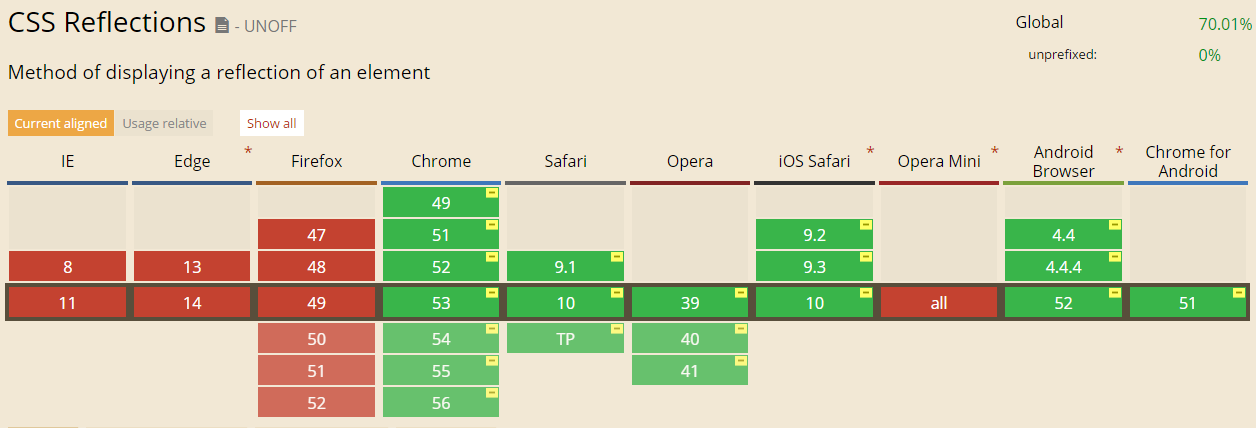 CSS Reflections - UNOFF
Global 70.01%
unprefixed: 0%
Method of displaying a reflection of an element
Current aligned Usage relative Show all
IE Edge * Firefox Chrome Safari Opera iOS Safari * Opera Mini * Android Browser * Chrome for Android
49
47 51 9.2 4.4
8 13 48 52 9.1 9.3 4.4.4
11 14 49 53 10 39 10 all 52 51
50 54 TP 40
51 55 41
52 56